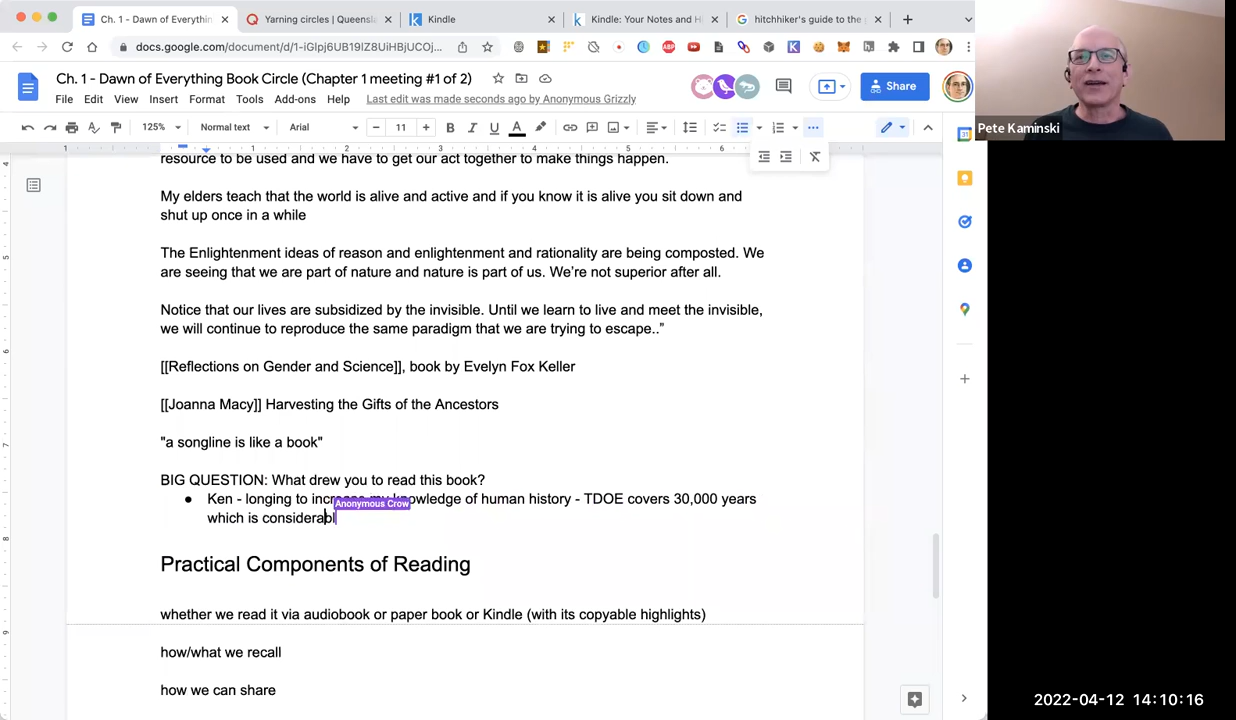 Ch. 1 - Dawn of Everythin
Yarning circles | Queensla
Kindle
Kindle: Your Notes and Hi
hitchhiker's guide to the
docs.google.com/document/d/1-iGlpj6UB19IZ8UiHBjUCOj...
Ch. 1 - Dawn of Everything Book Circle (Chapter 1 meeting #1 of 2)
File Edit View Insert Format Tools Add-ons Help Last edit was made seconds ago by Anonymous Grizzly
Share
Pete Kaminski
125% Normal text Arial 11
resource to be used and we have to get our act together to make things happen.
My elders teach that the world is alive and active and if you know it is alive you sit down and
shut up once in a while
The Enlightenment ideas of reason and enlightenment and rationality are being composted. We
are seeing that we are part of nature and nature is part of us. We’re not superior after all.
Notice that our lives are subsidized by the invisible. Until we learn to live and meet the invisible,
we will continue to reproduce the same paradigm that we are trying to escape..”
[[Reflections on Gender and Science]], book by Evelyn Fox Keller
[[Joanna Macy]] Harvesting the Gifts of the Ancestors
"a songline is like a book"
BIG QUESTION: What drew you to read this book?
● Ken - longing to increase my knowledge of human history - TDOE covers 30,000 years
Anonymous Crow
which is considerabl
Practical Components of Reading
whether we read it via audiobook or paper book or Kindle (with its copyable highlights)
how/what we recall
how we can share
2022-04-12 14:10:16